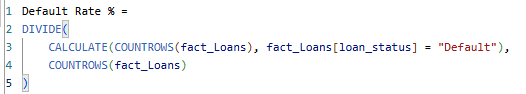 1 Default Rate % =
2 DIVIDE(
3 CALCULATE(COUNTROWS(fact_Loans), fact_Loans[loan_status] = "Default"),
4 COUNTROWS(fact_Loans)
5 )